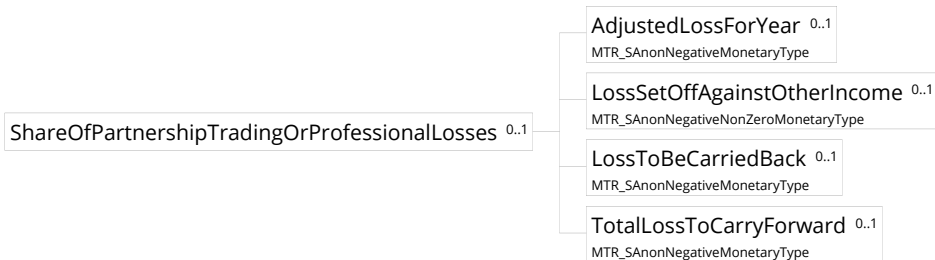 AdjustedLossForYear 0..1
MTR_SAnonNegativeMonetaryType
LossSetOffAgainstOtherIncome 0..1
MTR_SAnonNegativeNonZeroMonetaryType
ShareOfPartnershipTradingOrProfessionalLosses 0..1
LossToBeCarriedBack 0..1
MTR_SAnonNegativeMonetaryType
TotalLossToCarryForward 0..1
MTR_SAnonNegativeMonetaryType